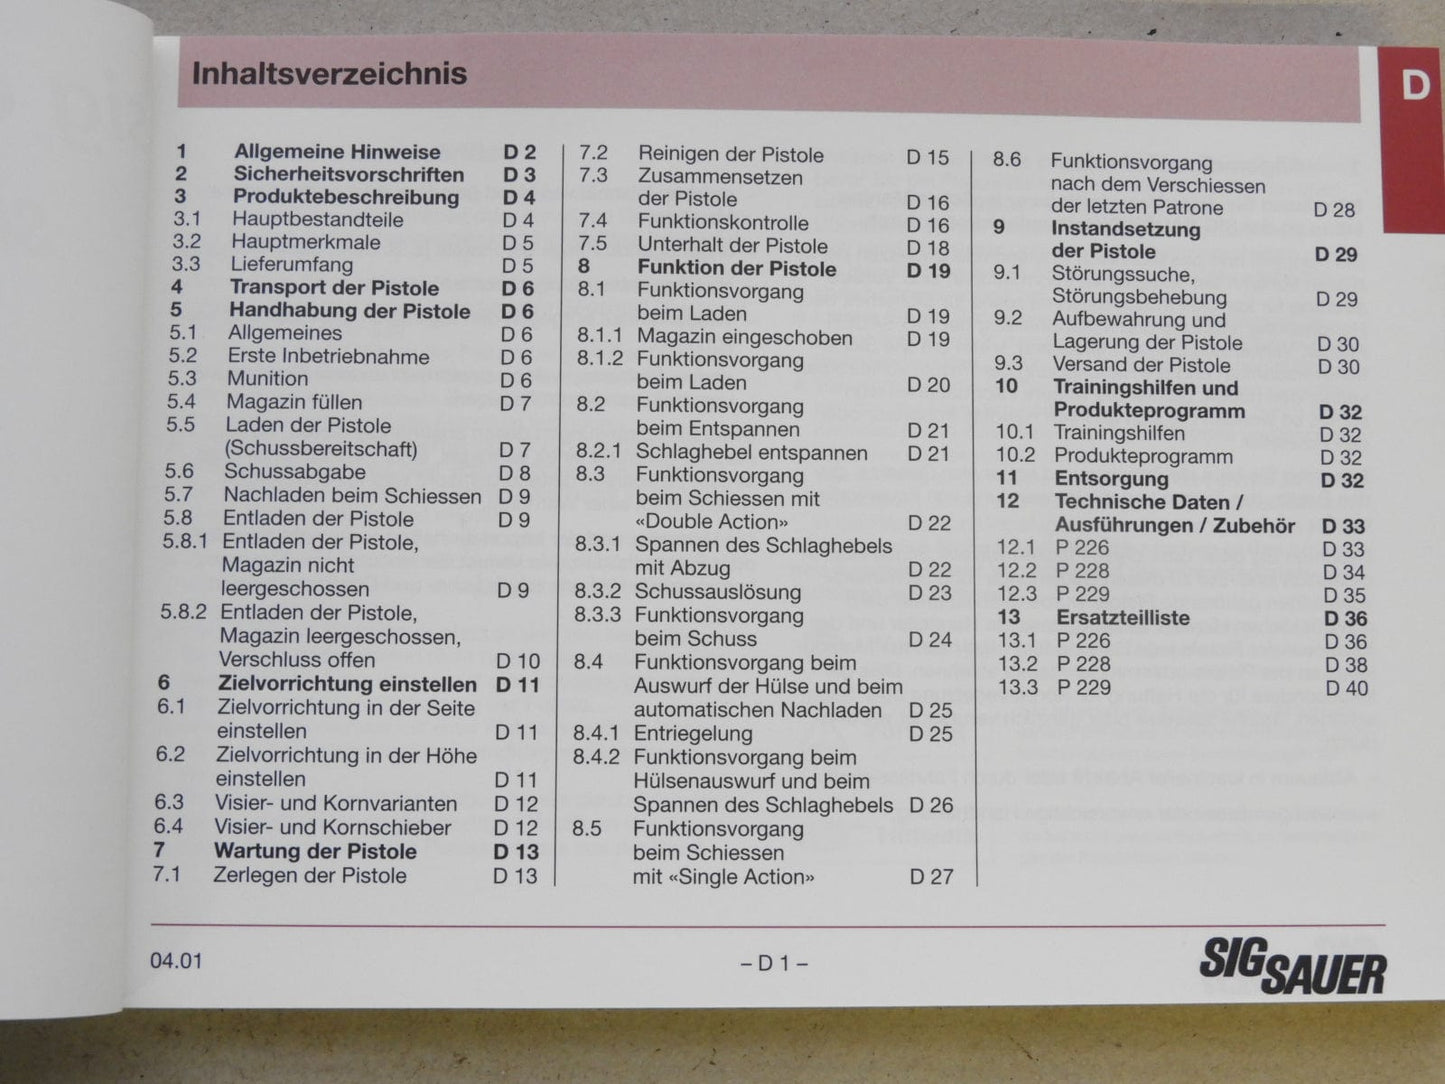 Inhaltsverzeichnis
D
1 Allgemeine Hinweise D 2
2 Sicherheitsvorschriften D 3
3 Produktebeschreibung D 4
3.1 Hauptbestandteile D 4
3.2 Hauptmerkmale D 5
3.3 Lieferumfang D 5
4 Transport der Pistole D 6
5 Handhabung der Pistole D 6
5.1 Allgemeines D 6
5.2 Erste Inbetriebnahme D 6
5.3 Munition D 6
5.4 Magazin füllen D 7
5.5 Laden der Pistole
(Schussbereitschaft) D 7
5.6 Schussabgabe D 8
5.7 Nachladen beim Schiessen D 9
5.8 Entladen der Pistole D 9
5.8.1 Entladen der Pistole,
Magazin nicht
leergeschossen D 9
5.8.2 Entladen der Pistole,
Magazin leergeschossen,
Verschluss offen D 10
6 Zielvorrichtung einstellen D 11
6.1 Zielvorrichtung in der Seite
einstellen D 11
6.2 Zielvorrichtung in der Höhe
einstellen D 11
6.3 Visier- und Kornvarianten D 12
6.4 Visier- und Kornschieber D 12
7 Wartung der Pistole D 13
7.1 Zerlegen der Pistole D 13
7.2 Reinigen der Pistole D 15
7.3 Zusammensetzen
der Pistole D 16
7.4 Funktionskontrolle D 16
7.5 Unterhalt der Pistole D 18
8 Funktion der Pistole D 19
8.1 Funktionsvorgang
beim Laden D 19
8.1.1 Magazin eingeschoben D 19
8.1.2 Funktionsvorgang
beim Laden D 20
8.2 Funktionsvorgang
beim Entspannen D 21
8.2.1 Schlaghebel entspannen D 21
8.3 Funktionsvorgang
beim Schiessen mit
«Double Action» D 22
8.3.1 Spannen des Schlaghebels
mit Abzug D 22
8.3.2 Schussauslösung D 23
8.3.3 Funktionsvorgang
beim Schuss D 24
8.4 Funktionsvorgang beim
Auswurf der Hülse und beim
automatischen Nachladen D 25
8.4.1 Entriegelung D 25
8.4.2 Funktionsvorgang beim
Hülsenauswurf und beim
Spannen des Schlaghebels D 26
8.5 Funktionsvorgang
beim Schiessen
mit «Single Action» D 27
8.6 Funktionsvorgang
nach dem Verschiessen
der letzten Patrone D 28
9 Instandsetzung
der Pistole D 29
9.1 Störungssuche,
Störungsbehebung D 29
9.2 Aufbewahrung und
Lagerung der Pistole D 30
9.3 Versand der Pistole D 30
10 Trainingshilfen und
Produkteprogramm D 32
10.1 Trainingshilfen D 32
10.2 Produkteprogramm D 32
11 Entsorgung D 32
12 Technische Daten /
Ausführungen / Zubehör D 33
12.1 P 226 D 33
12.2 P 228 D 34
12.3 P 229 D 35
13 Ersatzteilliste D 36
13.1 P 226 D 36
13.2 P 228 D 38
13.3 P 229 D 40
04.01
– D 1 –
SIG SAUER